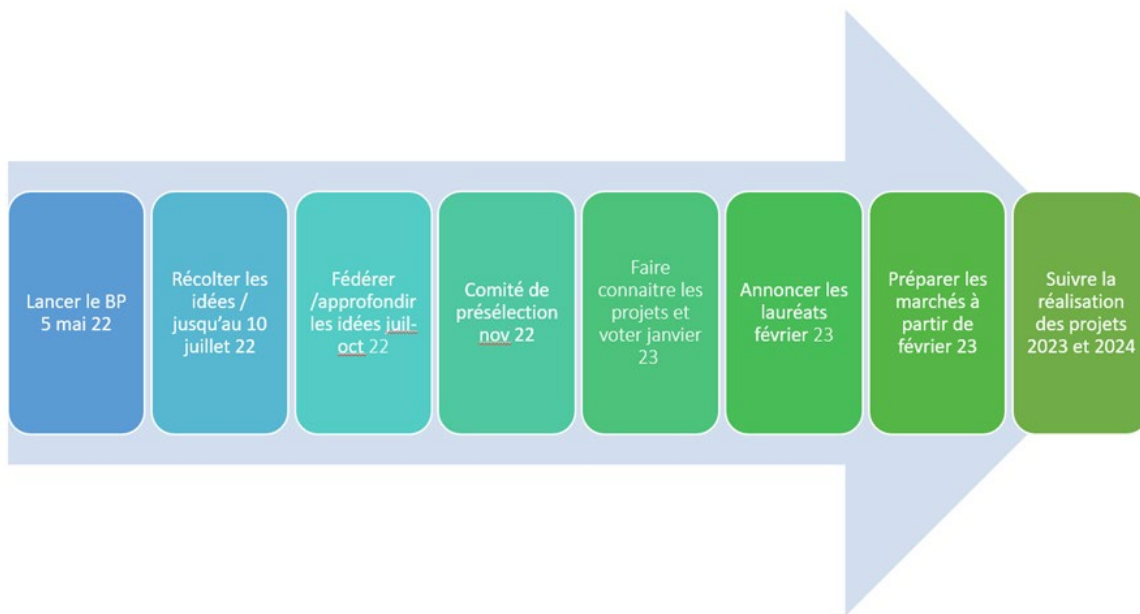 Lancer le BP
5 mai 22
Récolter les
idées /
jusqu'au 10
juillet 22
Fédérer
/approfondir
les idées juil-
oct 22
Comité de
présélection
nov 22
Faire
connaitre les
projets et
voter janvier
23
Annoncer les
lauréats
février 23
Préparer les
marchés à
partir de
février 23
Suivre la
réalisation
des projets
2023 et 2024